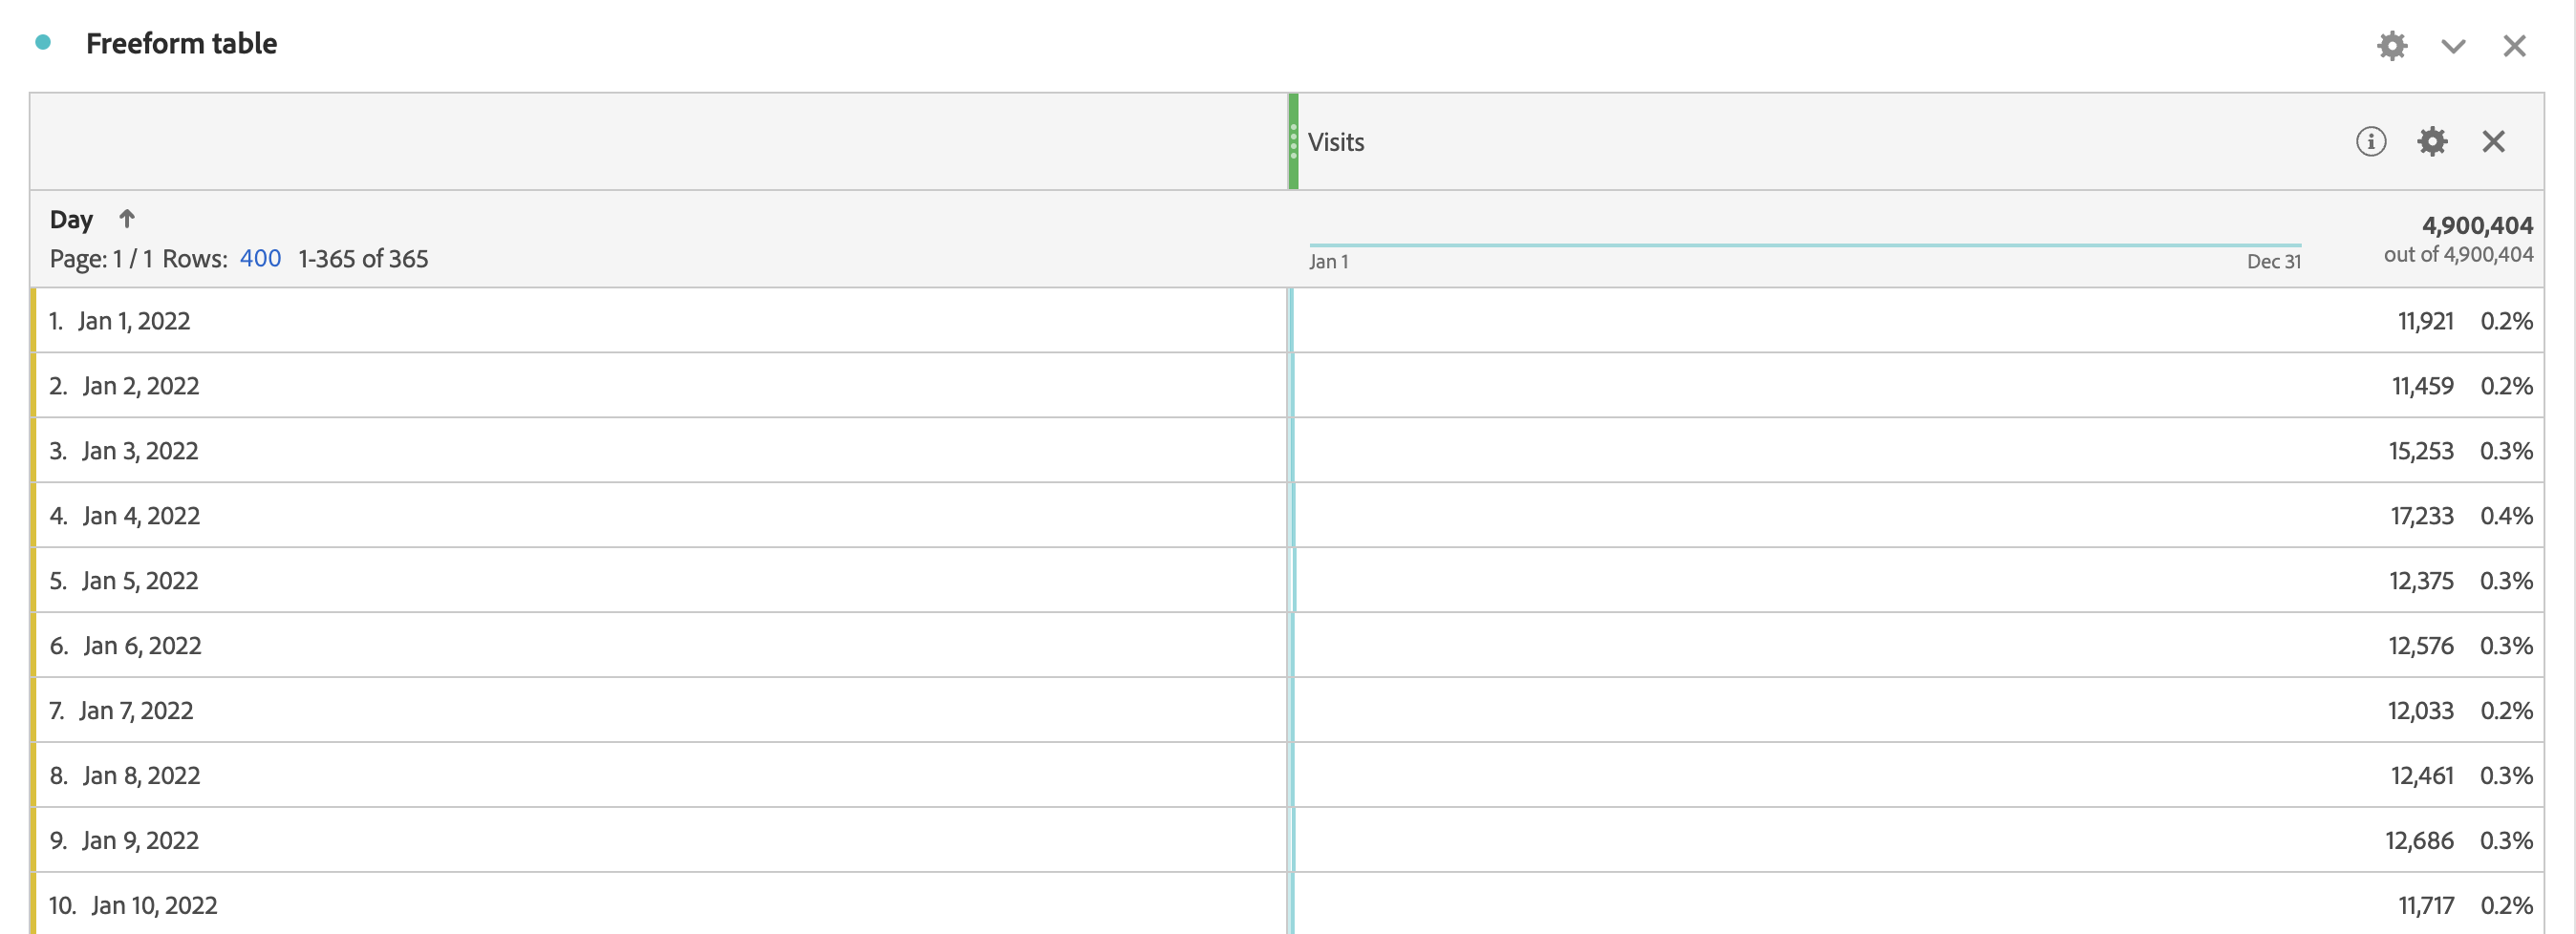 Freeform table
Visits
Day
4,900,404
Page: 1 / 1 Rows: 400 1-365 of 365
Jan 1 Dec 31
out of 4,900,404
1. Jan 1, 2022 11,921 0.2%
2. Jan 2, 2022 11,459 0.2%
3. Jan 3, 2022 15,253 0.3%
4. Jan 4, 2022 17,233 0.4%
5. Jan 5, 2022 12,375 0.3%
6. Jan 6, 2022 12,576 0.3%
7. Jan 7, 2022 12,033 0.2%
8. Jan 8, 2022 12,461 0.3%
9. Jan 9, 2022 12,686 0.3%
10. Jan 10, 2022 11,717 0.2%